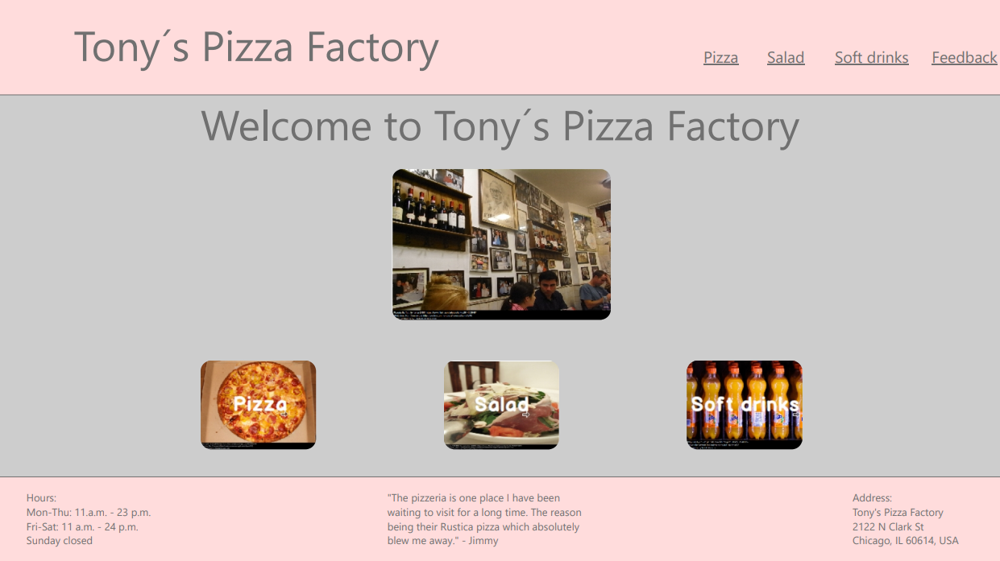 Tony´s Pizza Factory
Pizza Salad Soft drinks Feedback
Welcome to Tony´s Pizza Factory
Pizza
Salad
Soft drinks
Hours:
Mon-Thu: 11.a.m. - 23 p.m.
Fri-Sat: 11 a.m. - 24 p.m.
Sunday closed
"The pizzeria is one place I have been
waiting to visit for a long time. The reason
being their Rustica pizza which absolutely
blew me away." - Jimmy
Address:
Tony's Pizza Factory
2122 N Clark St
Chicago, IL 60614, USA